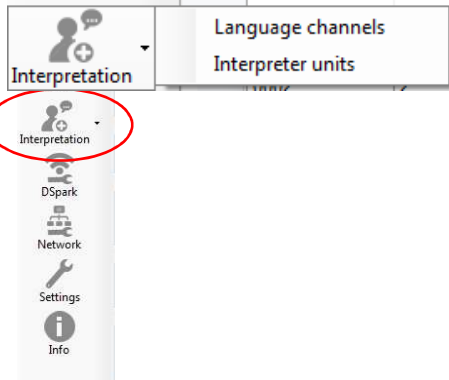 Language channels
Interpretation
Interpreter units
Interpretation
DSpark
Network
Settings
Info